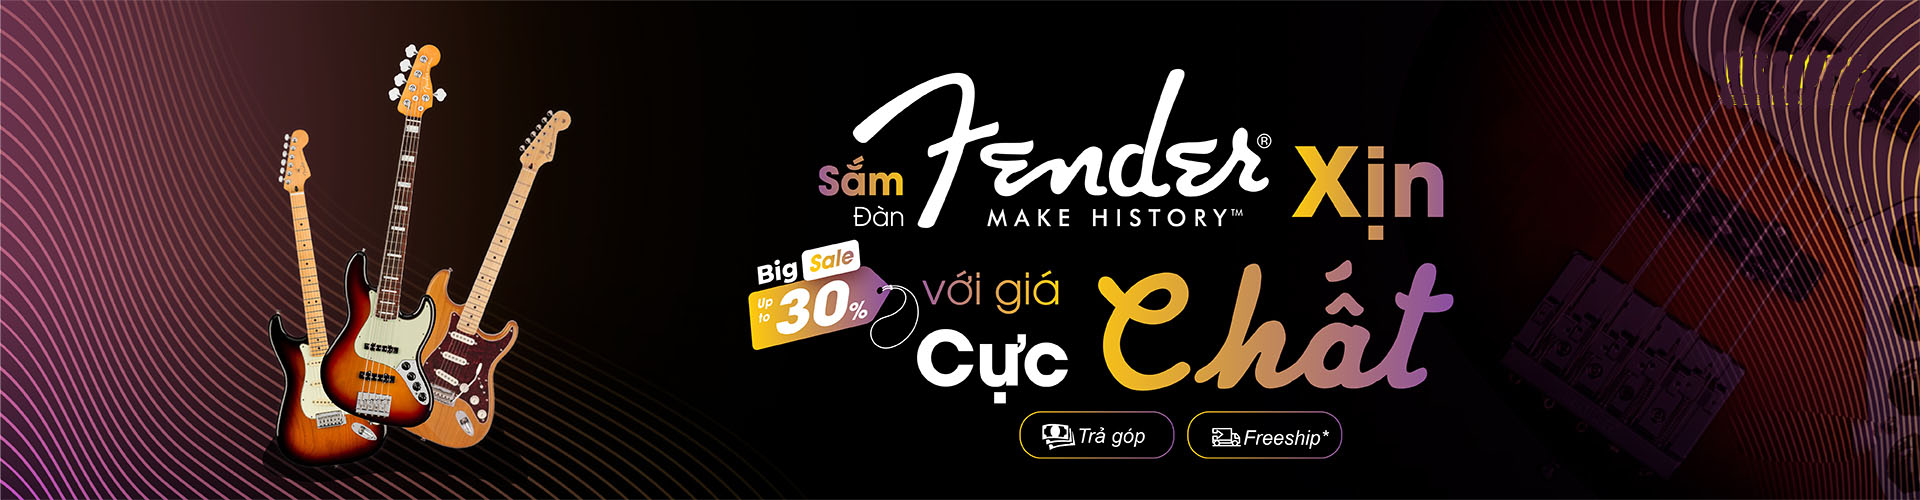 Sắm
Đàn
Fender®
MAKE HISTORY™
Xịn
Big Sale
Up to 30%
với giá
Cực
Chất
Trả góp
Freeship*